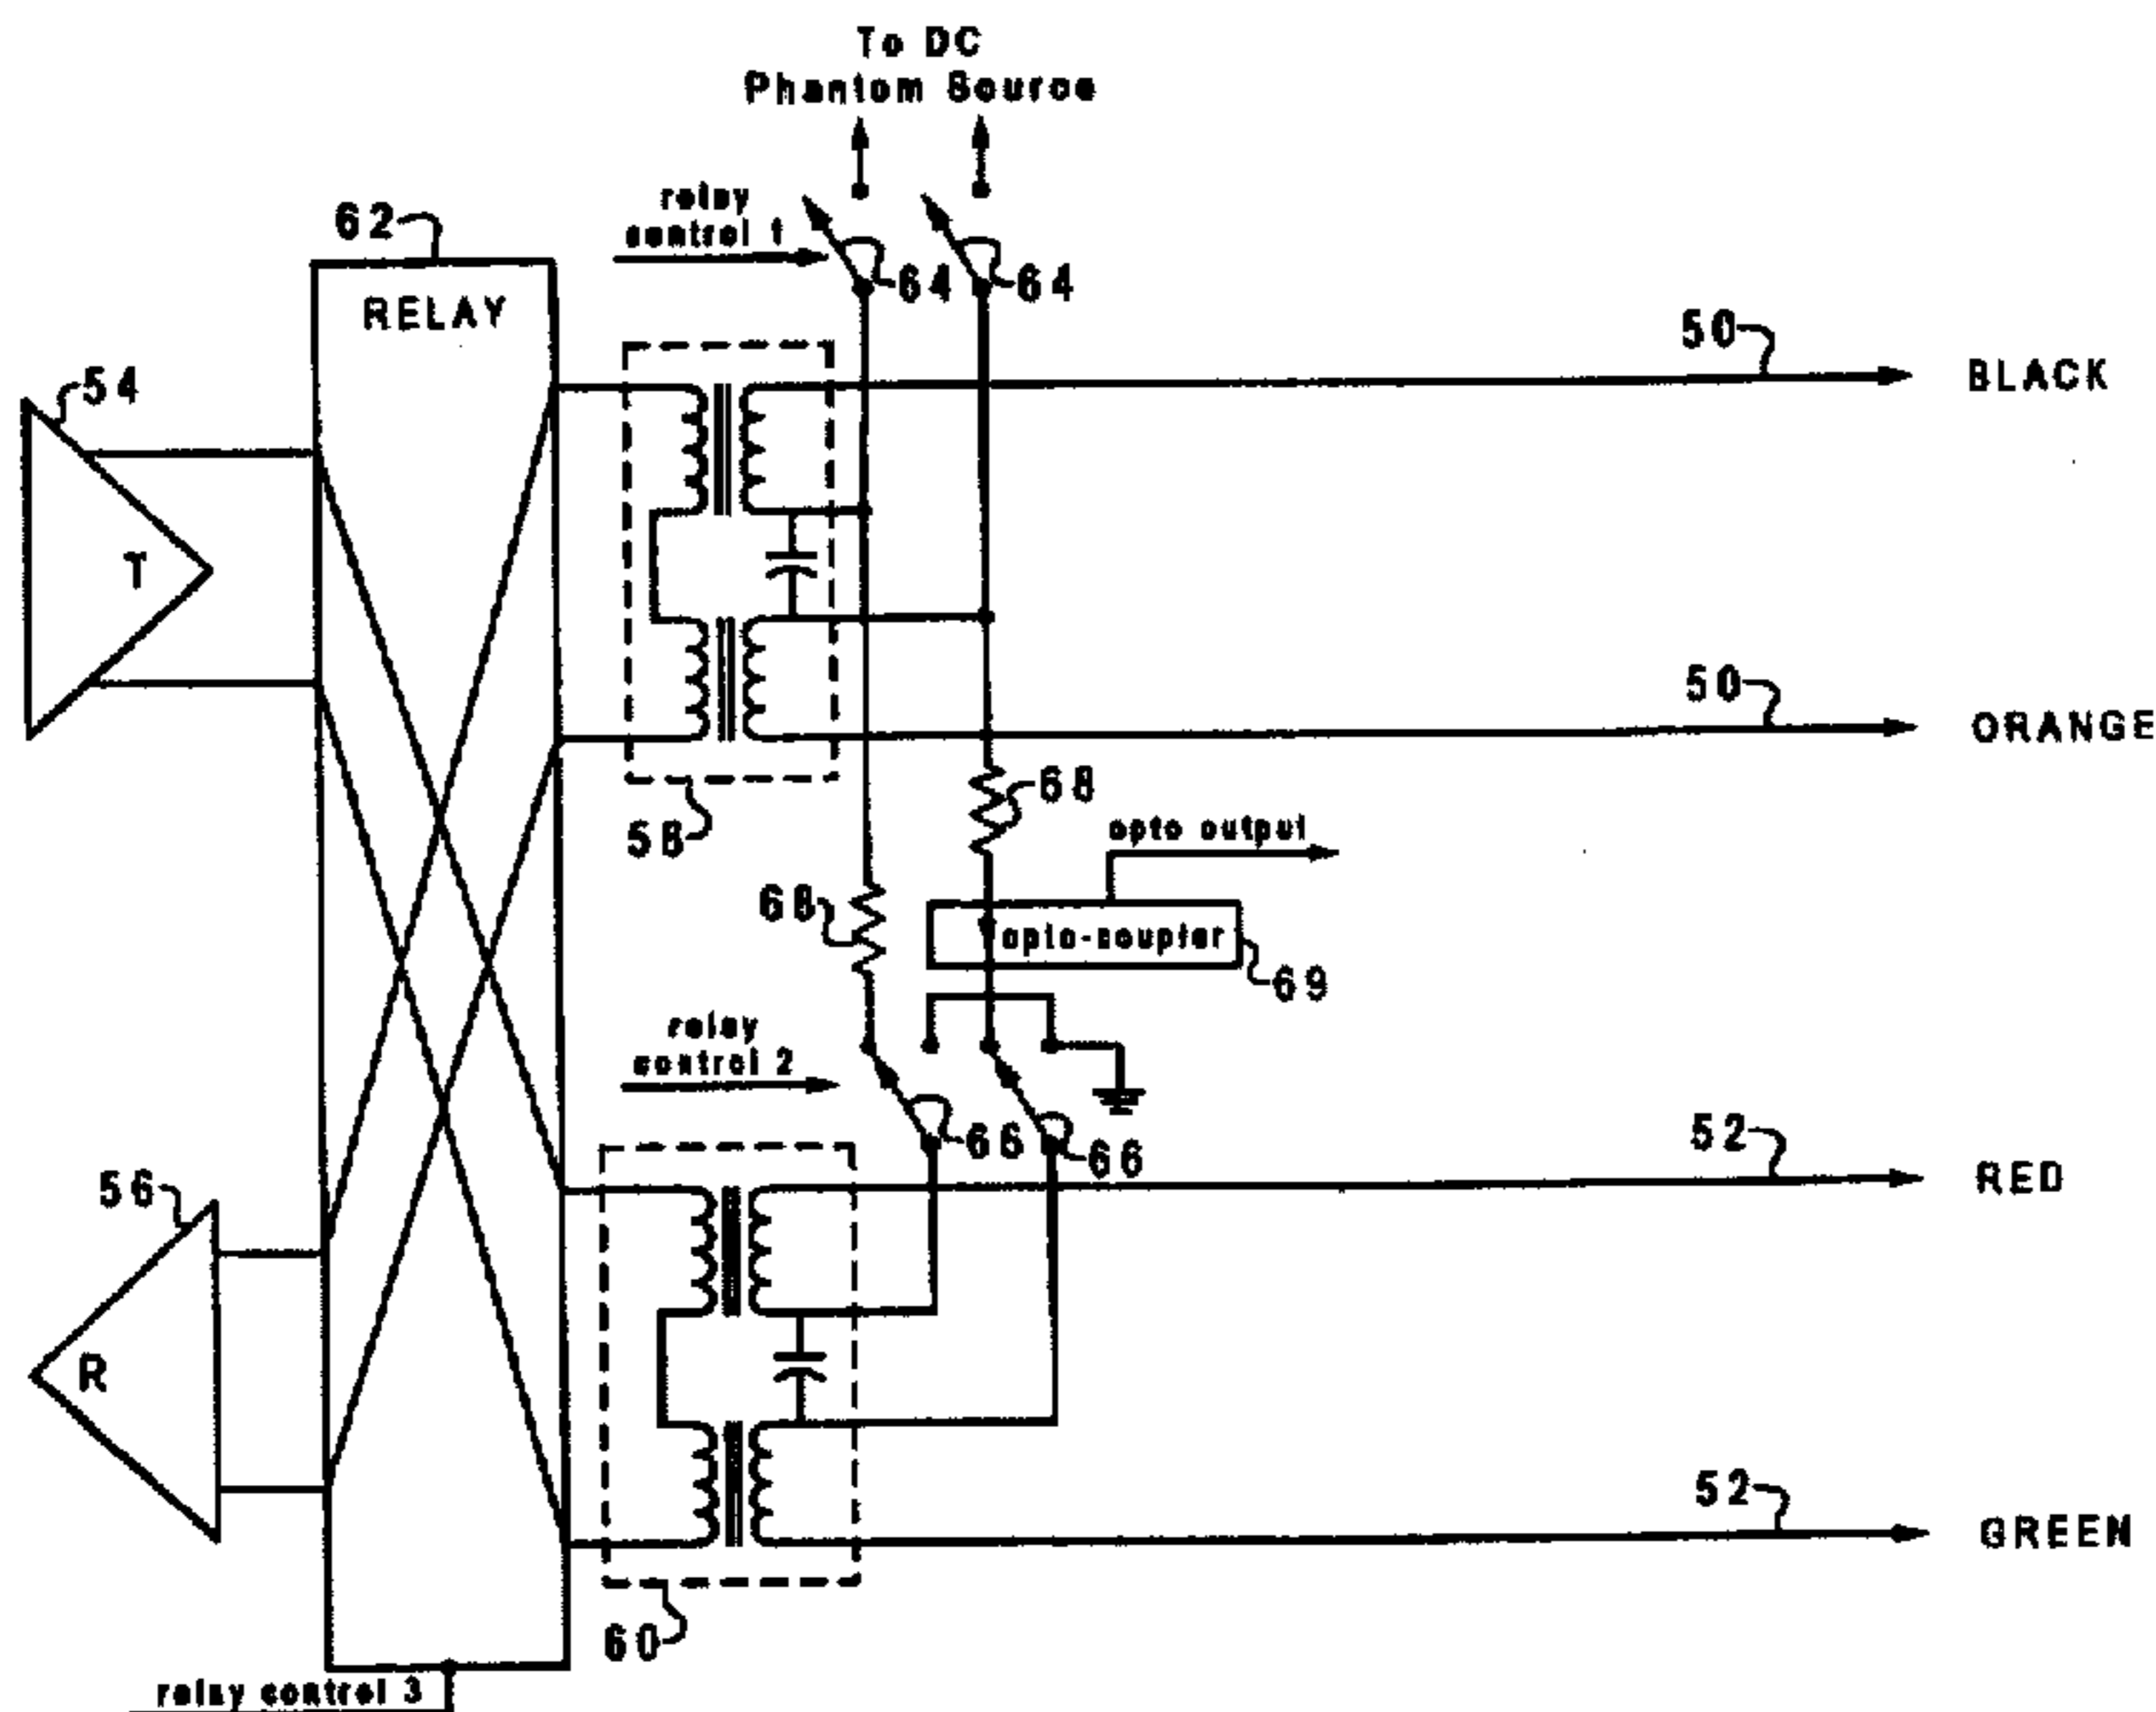 To DC
Phantom Source
relay
control 1
62
64
64
RELAY
50
BLACK
54
T
50
ORANGE
58
68
opto output
68
opto-coupler
69
relay
control 2
66
66
52
RED
56
R
52
GREEN
60
relay control 3